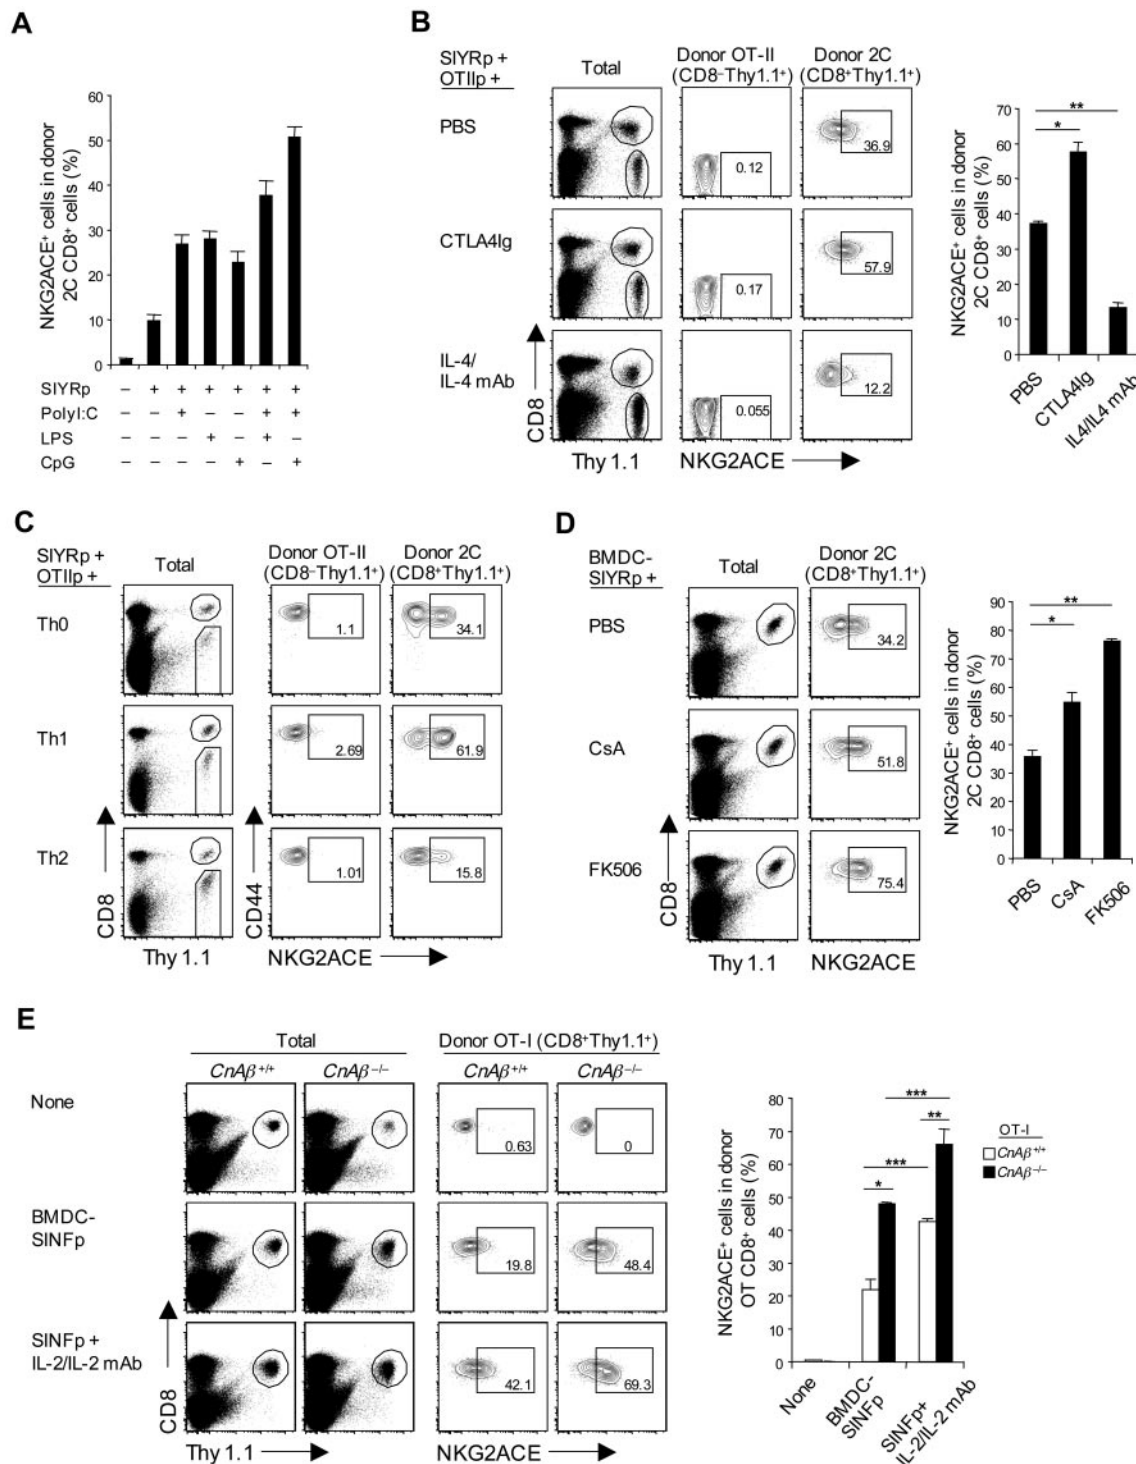 A
NKG2ACE+ cells in donor
2C CD8+ cells (%)
60
50
40
30
20
10
0
SIYRp – + + + + + +
PolyI:C – – + – – + +
LPS – – – + – + –
CpG – – – – + – +
B
SIYRp +
OTIIp +
Total
Donor OT-II
(CD8–Thy1.1+)
Donor 2C
(CD8+Thy1.1+)
PBS
0.12
36.9
CTLA4Ig
0.17
57.9
IL-4/
IL-4 mAb
0.055
12.2
CD8
Thy 1.1
NKG2ACE
NKG2ACE+ cells in donor
2C CD8+ cells (%)
70
60
50
40
30
20
10
0
**
*
PBS
CTLA4Ig
IL4/IL4 mAb
C
SIYRp +
OTIIp +
Total
Donor OT-II
(CD8–Thy1.1+)
Donor 2C
(CD8+Thy1.1+)
Th0
1.1
34.1
Th1
2.69
61.9
Th2
1.01
15.8
CD8
CD44
Thy 1.1
NKG2ACE
D
BMDC-
SIYRp +
Total
Donor 2C
(CD8+Thy1.1+)
PBS
34.2
CsA
51.8
FK506
75.4
CD8
Thy 1.1
NKG2ACE
NKG2ACE+ cells in donor
2C CD8+ cells (%)
90
80
70
60
50
40
30
20
10
0
**
*
PBS
CsA
FK506
E
Total
Donor OT-I (CD8+Thy1.1+)
CnAβ+/+
CnAβ–/–
CnAβ+/+
CnAβ–/–
None
0.63
0
BMDC-
SINFp
19.8
48.4
SINFp +
IL-2/IL-2 mAb
42.1
69.3
CD8
Thy 1.1
NKG2ACE
NKG2ACE+ cells in donor
OT CD8+ cells (%)
80
70
60
50
40
30
20
10
0
***
**
***
*
OT-I
CnAβ+/+
CnAβ–/–
None
BMDC-
SINFp
SINFp+
IL-2/IL-2 mAb